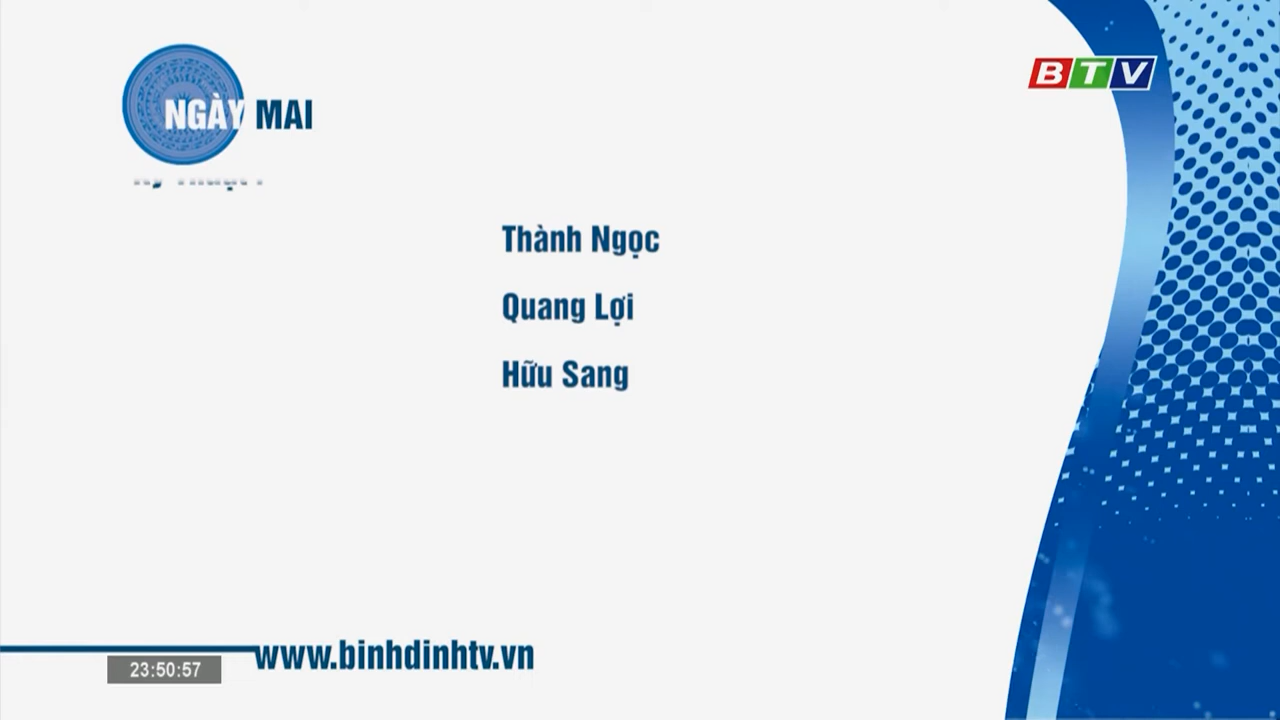 NGÀY MAI
BTV
Thành Ngọc
Quang Lợi
Hữu Sang
www.binhdinhtv.vn
23:50:57